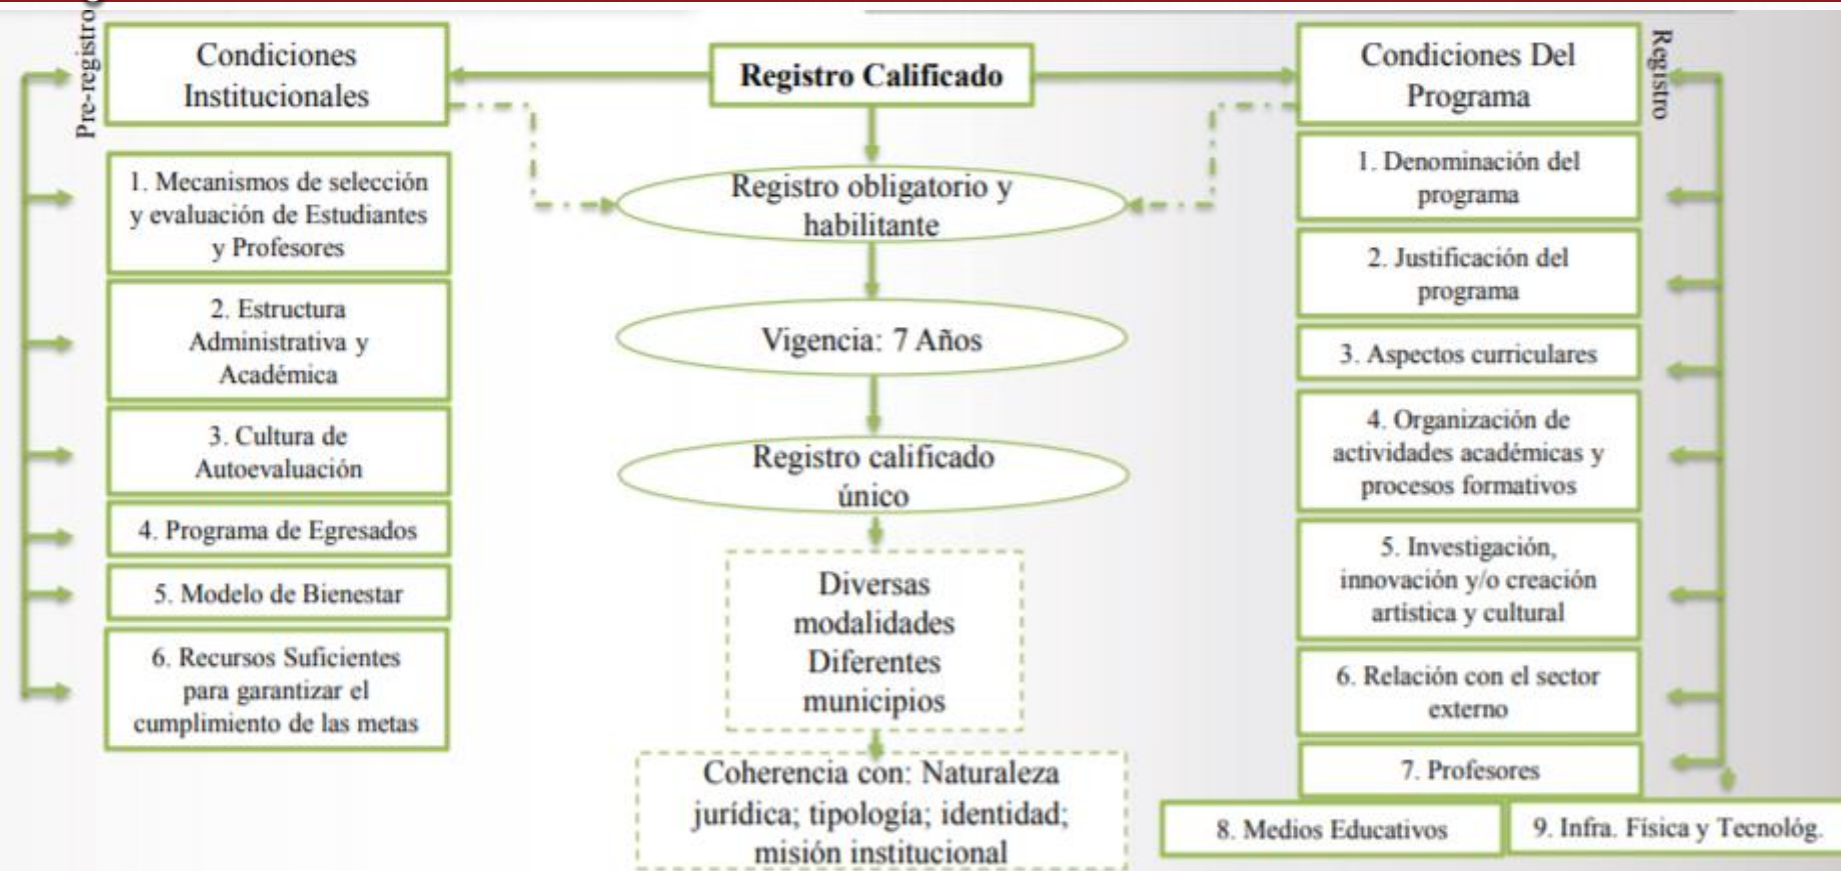 Pre-registro
Condiciones
Institucionales
1. Mecanismos de selección
y evaluación de Estudiantes
y Profesores
2. Estructura
Administrativa y
Académica
3. Cultura de
Autoevaluación
4. Programa de Egresados
5. Modelo de Bienestar
6. Recursos Suficientes
para garantizar el
cumplimiento de las metas
Registro Calificado
Registro obligatorio y
habilitante
Vigencia: 7 Años
Registro calificado
único
Diversas
modalidades
Diferentes
municipios
Coherencia con: Naturaleza
jurídica; tipología; identidad;
misión institucional
Condiciones Del
Programa
Registro
1. Denominación del
programa
2. Justificación del
programa
3. Aspectos curriculares
4. Organización de
actividades académicas y
procesos formativos
5. Investigación,
innovación y/o creación
artística y cultural
6. Relación con el sector
externo
7. Profesores
8. Medios Educativos
9. Infra. Física y Tecnológ.